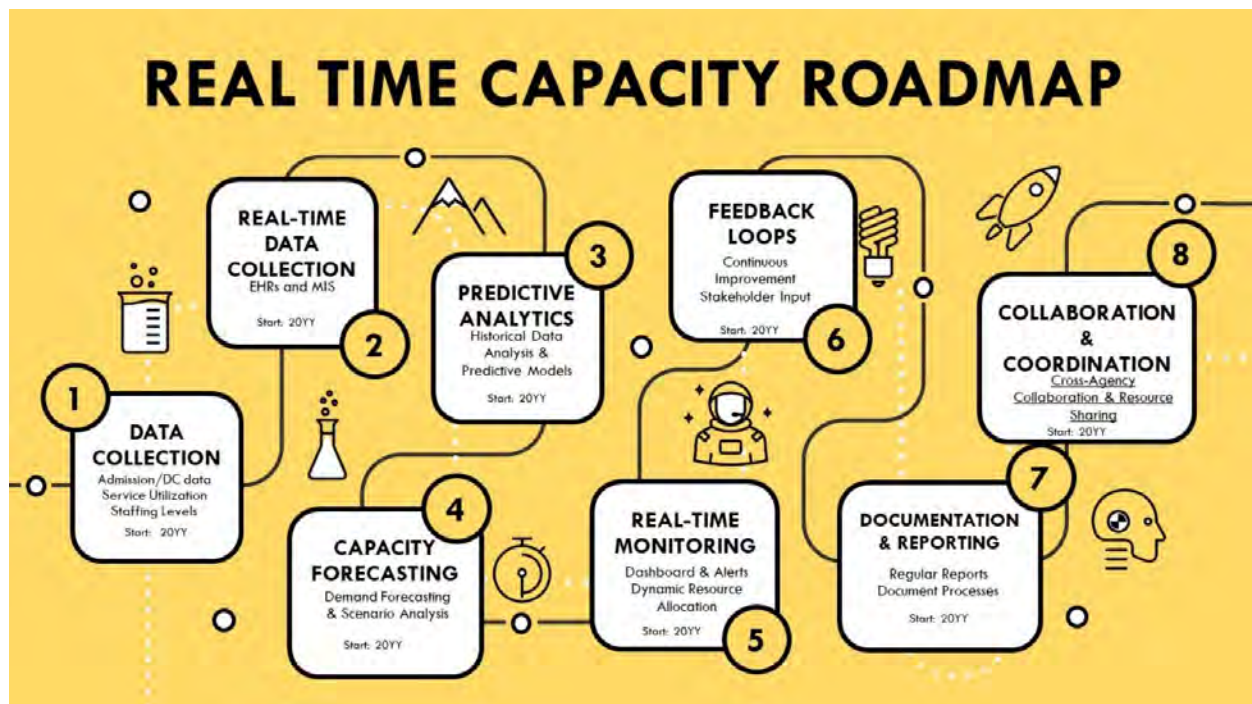 REAL TIME CAPACITY ROADMAP
1
DATA
COLLECTION
Admission/DC data
Service Utilization
Staffing Levels
Start: 20YY
REAL-TIME
DATA
COLLECTION
EHRs and MIS
Start: 20YY
2
3
PREDICTIVE
ANALYTICS
Historical Data
Analysis &
Predictive Models
Start: 20YY
4
CAPACITY
FORECASTING
Demand Forecasting
& Scenario Analysis
Start: 20YY
REAL-TIME
MONITORING
Dashboard & Alerts
Dynamic Resource
Allocation
Start: 20YY
5
FEEDBACK
LOOPS
Continuous
Improvement
Stakeholder Input
Start: 20YY
6
7
DOCUMENTATION
& REPORTING
Regular Reports
Document Processes
Start: 20YY
8
COLLABORATION
&
COORDINATION
Cross-Agency
Collaboration & Resource
Sharing
Start: 20YY